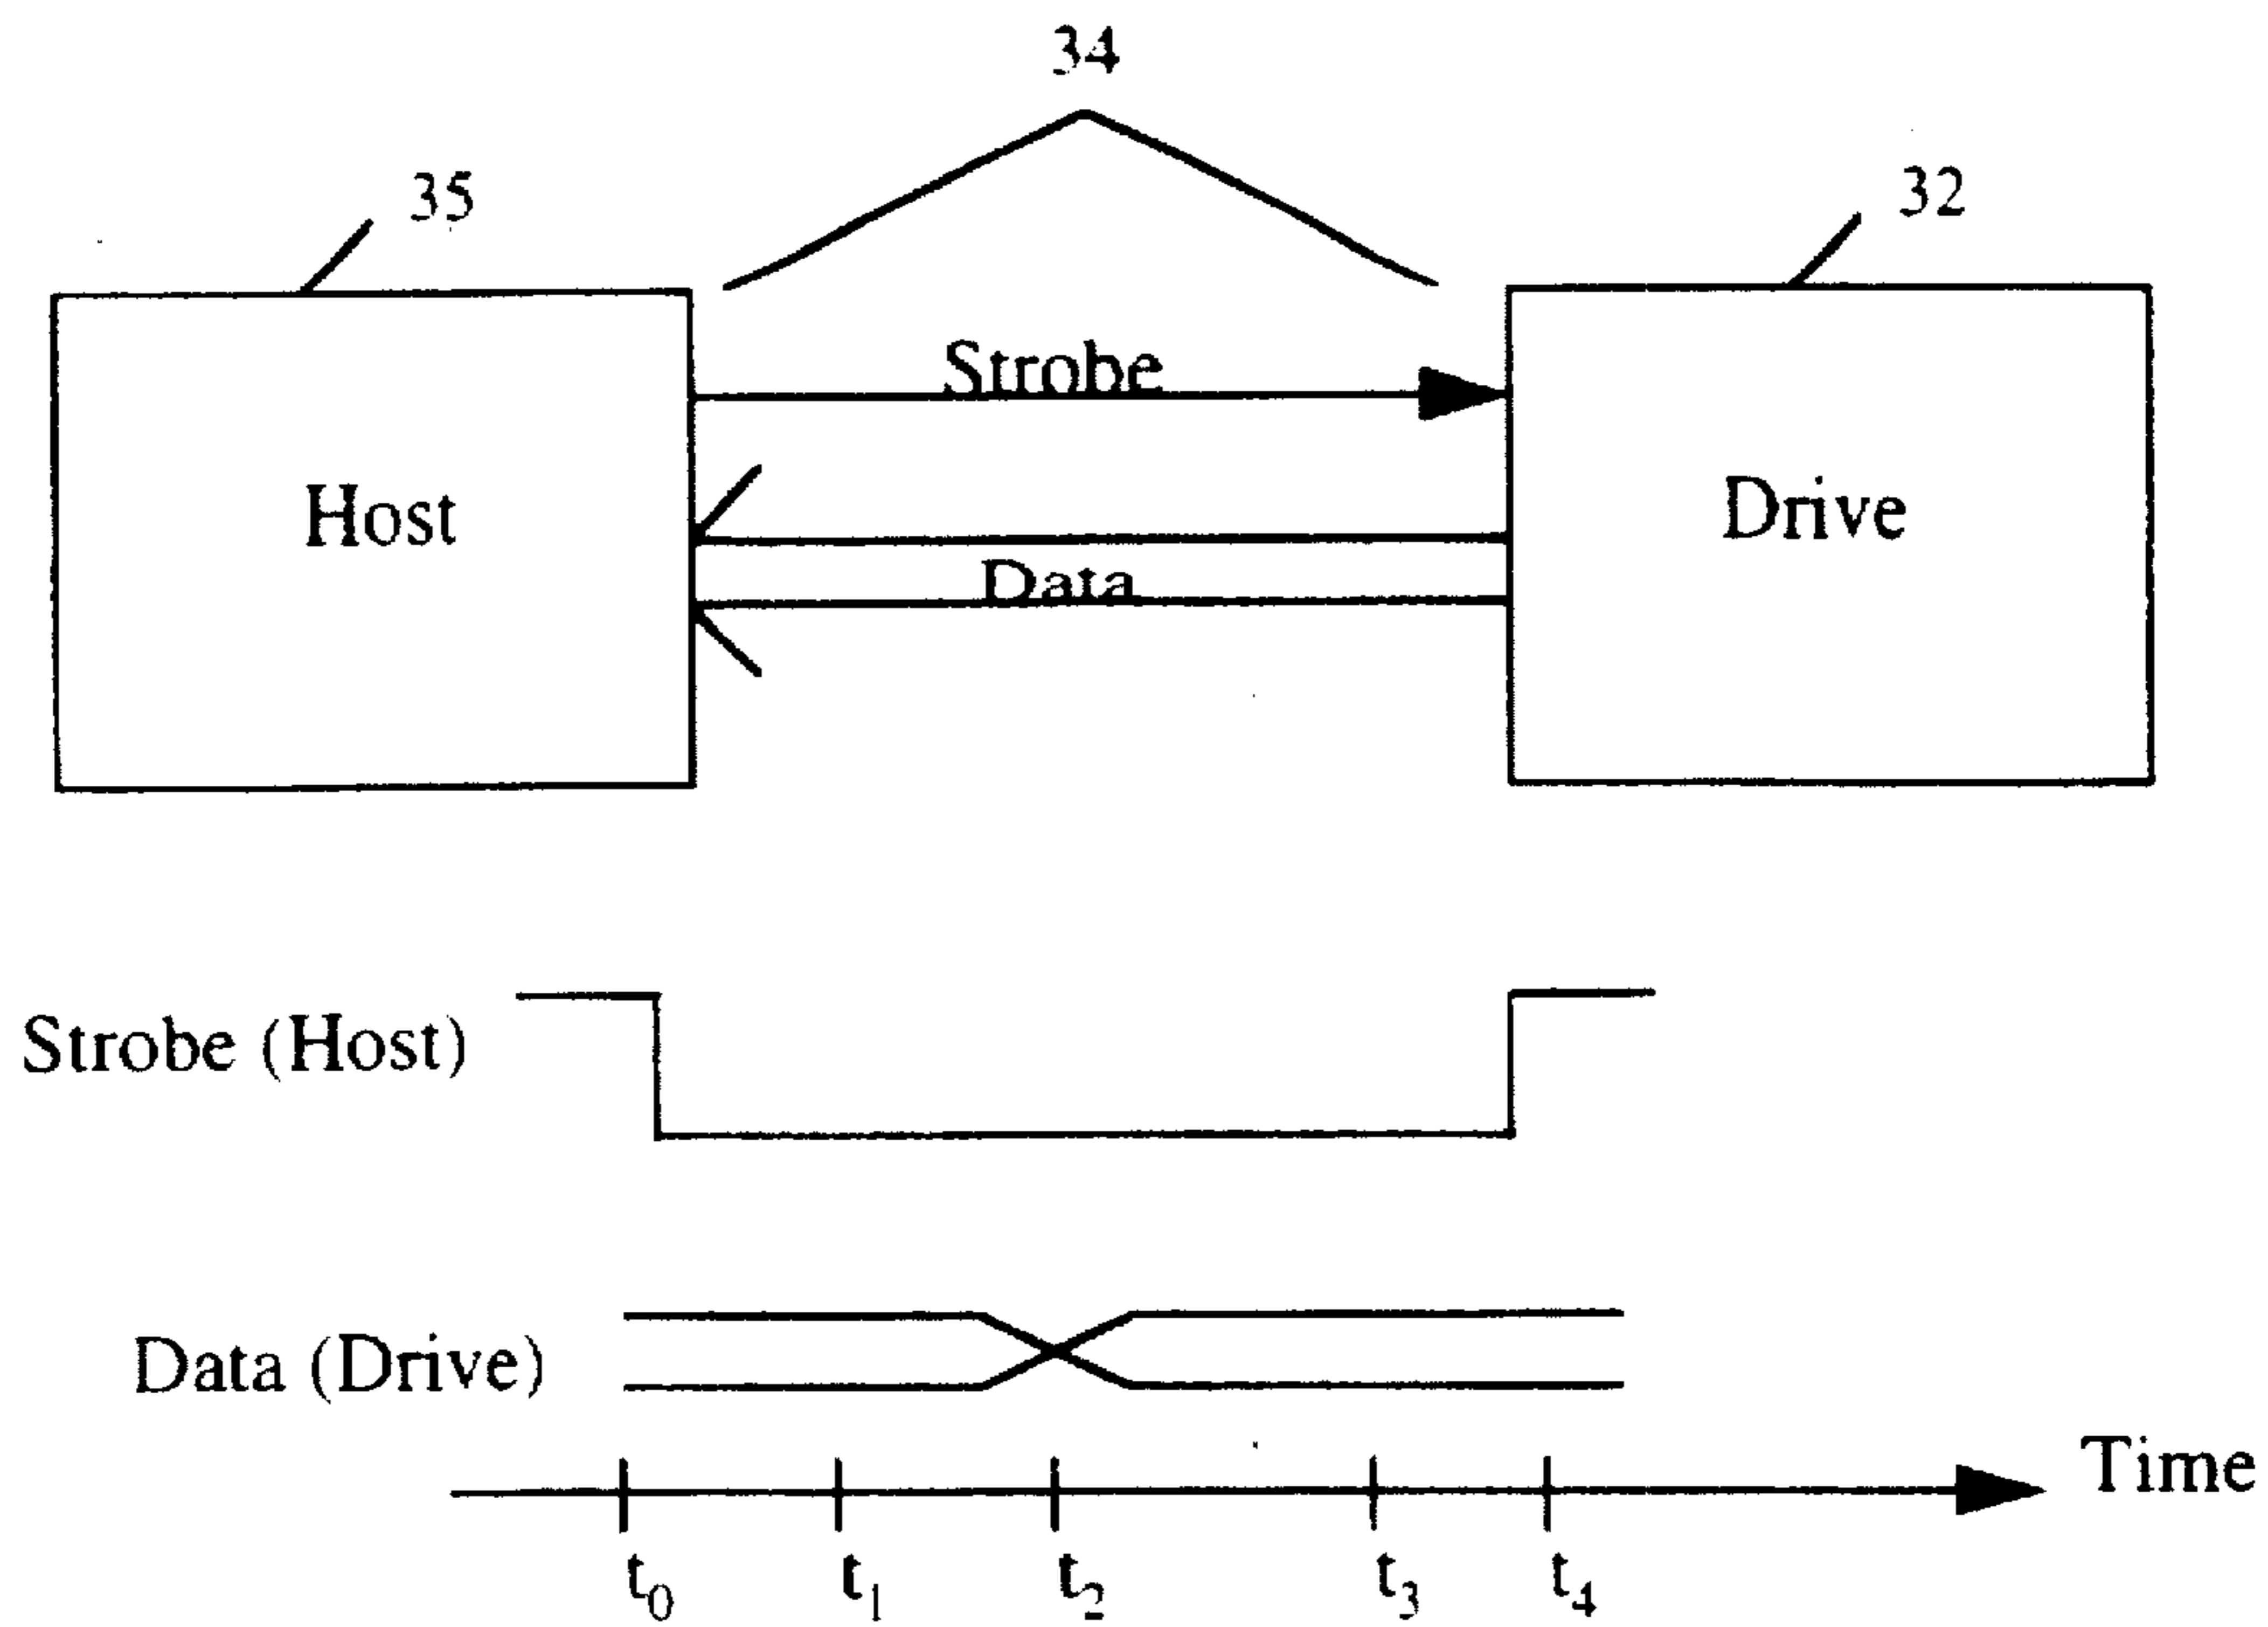 34
35
32
Strobe
Host
Drive
Data
Strobe (Host)
Data (Drive)
Time
t0
t1
t2
t3
t4